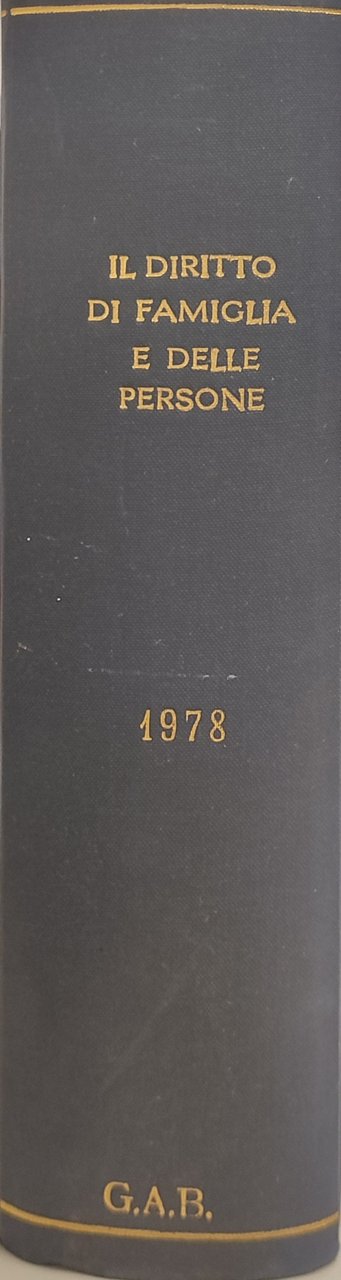 IL DIRITTO
DI FAMIGLIA
E DELLE
PERSONE
1978
G.A.B.